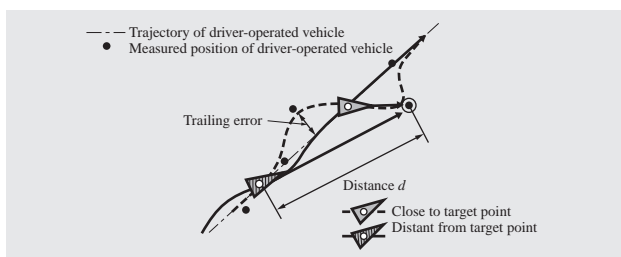 Trajectory of driver-operated vehicle
Measured position of driver-operated vehicle
Trailing error
Distance d
Close to target point
Distant from target point